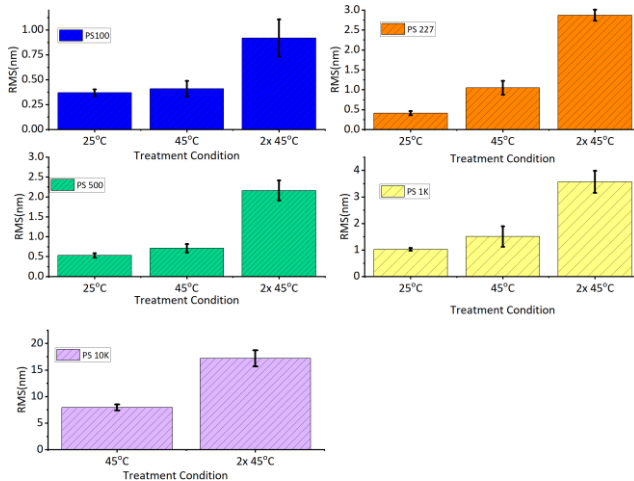 RMS(nm)
1.00
0.75
0.50
0.25
0.00
PS100
25°C
45°C
2x 45°C
Treatment Condition
RMS(nm)
3.0
2.5
2.0
1.5
1.0
0.5
0.0
PS 227
25°C
45°C
2x 45°C
Treatment Condition
RMS(nm)
3.0
2.5
2.0
1.5
1.0
0.5
0.0
PS 500
25°C
45°C
2x 45°C
Treatment Condition
RMS(nm)
4
3
2
1
0
PS 1K
25°C
45°C
2x 45°C
Treatment Condition
RMS(nm)
20
15
10
5
0
PS 10K
45°C
2x 45°C
Treatment Condition